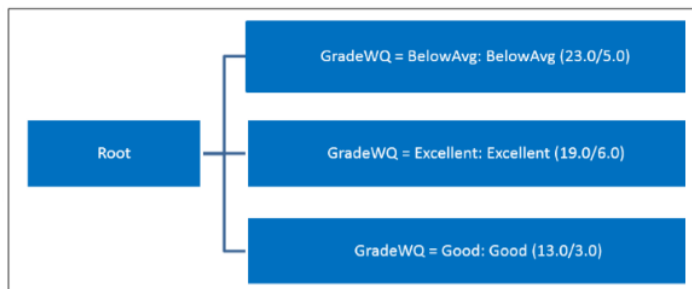 GradeWQ = BelowAvg: BelowAvg (23.0/5.0)
Root
GradeWQ = Excellent: Excellent (19.0/6.0)
GradeWQ = Good: Good (13.0/3.0)